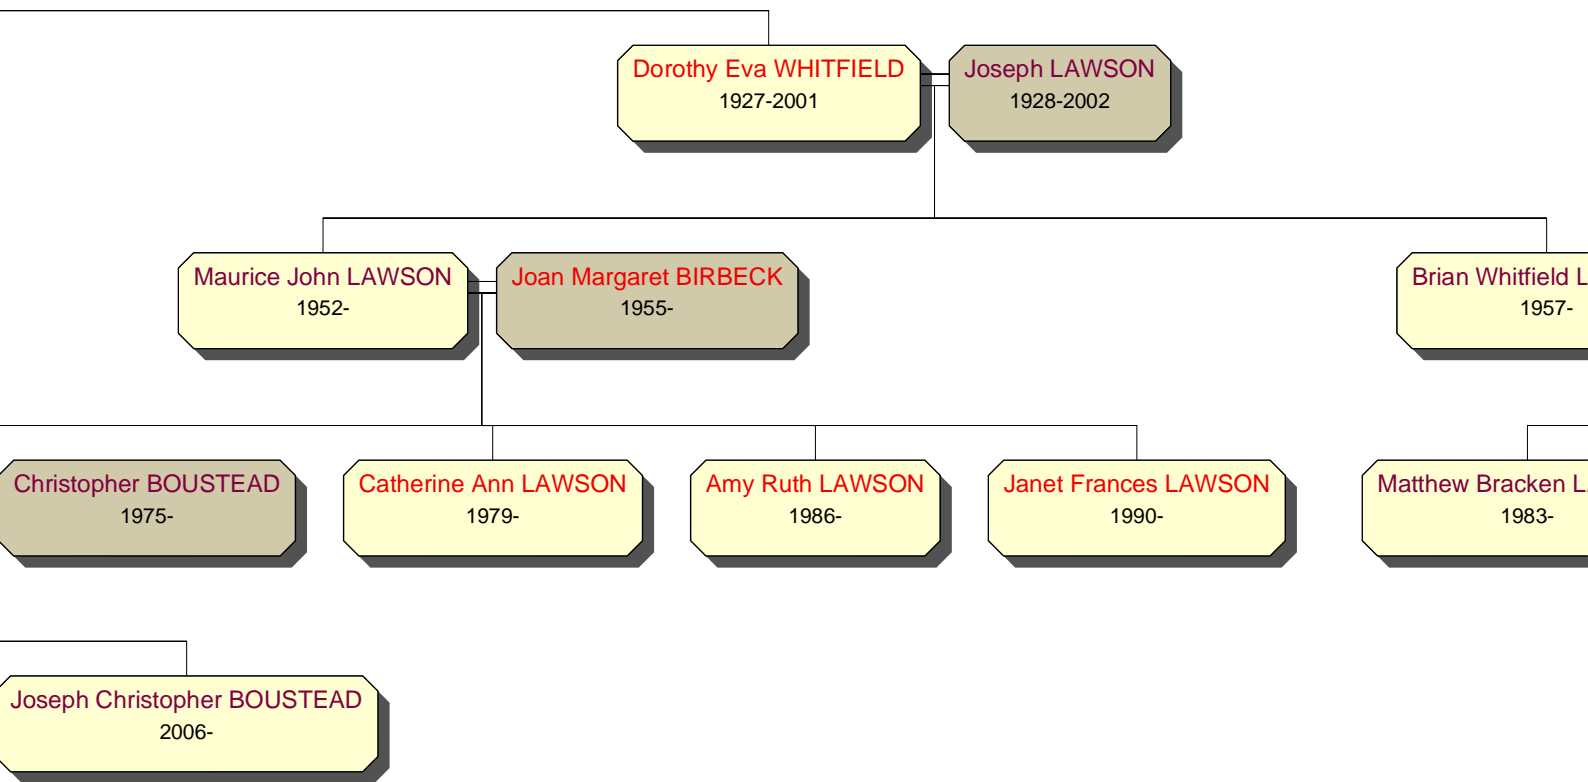 Dorothy Eva WHITFIELD
1927-2001
Joseph LAWSON
1928-2002
Maurice John LAWSON
1952-
Joan Margaret BIRBECK
1955-
Brian Whitfield L
1957-
Christopher BOUSTEAD
1975-
Catherine Ann LAWSON
1979-
Amy Ruth LAWSON
1986-
Janet Frances LAWSON
1990-
Matthew Bracken L
1983-
Joseph Christopher BOUSTEAD
2006-